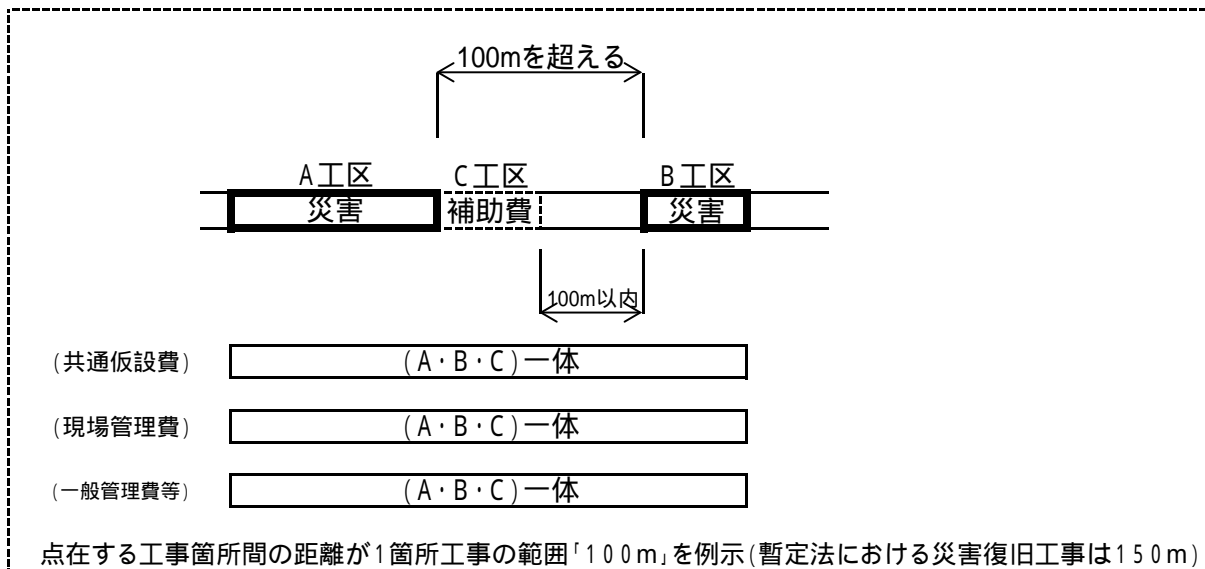 100mを超える
A工区 C工区 B工区
災害 補助費 災害
100m以内
(共通仮設費) (A・B・C)一体
(現場管理費) (A・B・C)一体
(一般管理費等) (A・B・C)一体
点在する工事箇所間の距離が1箇所工事の範囲「100m」を例示(暫定法における災害復旧工事は150m)